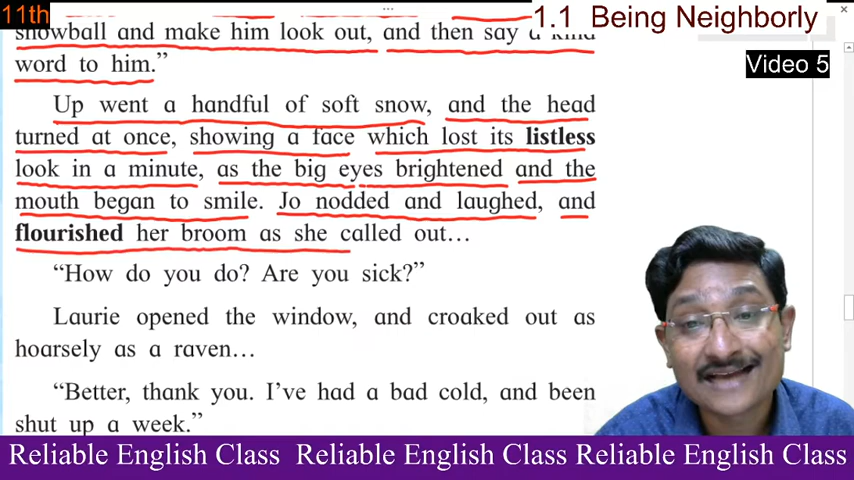 11th
1.1 Being Neighborly
snowball and make him look out, and then say a kind
Video 5
word to him.”
Up went a handful of soft snow, and the head
turned at once, showing a face which lost its listless
look in a minute, as the big eyes brightened and the
mouth began to smile. Jo nodded and laughed, and
flourished her broom as she called out...
“How do you do? Are you sick?”
Laurie opened the window, and croaked out as
hoarsely as a raven...
“Better, thank you. I’ve had a bad cold, and been
shut up a week.”
Reliable English Class Reliable English Class Reliable English Class